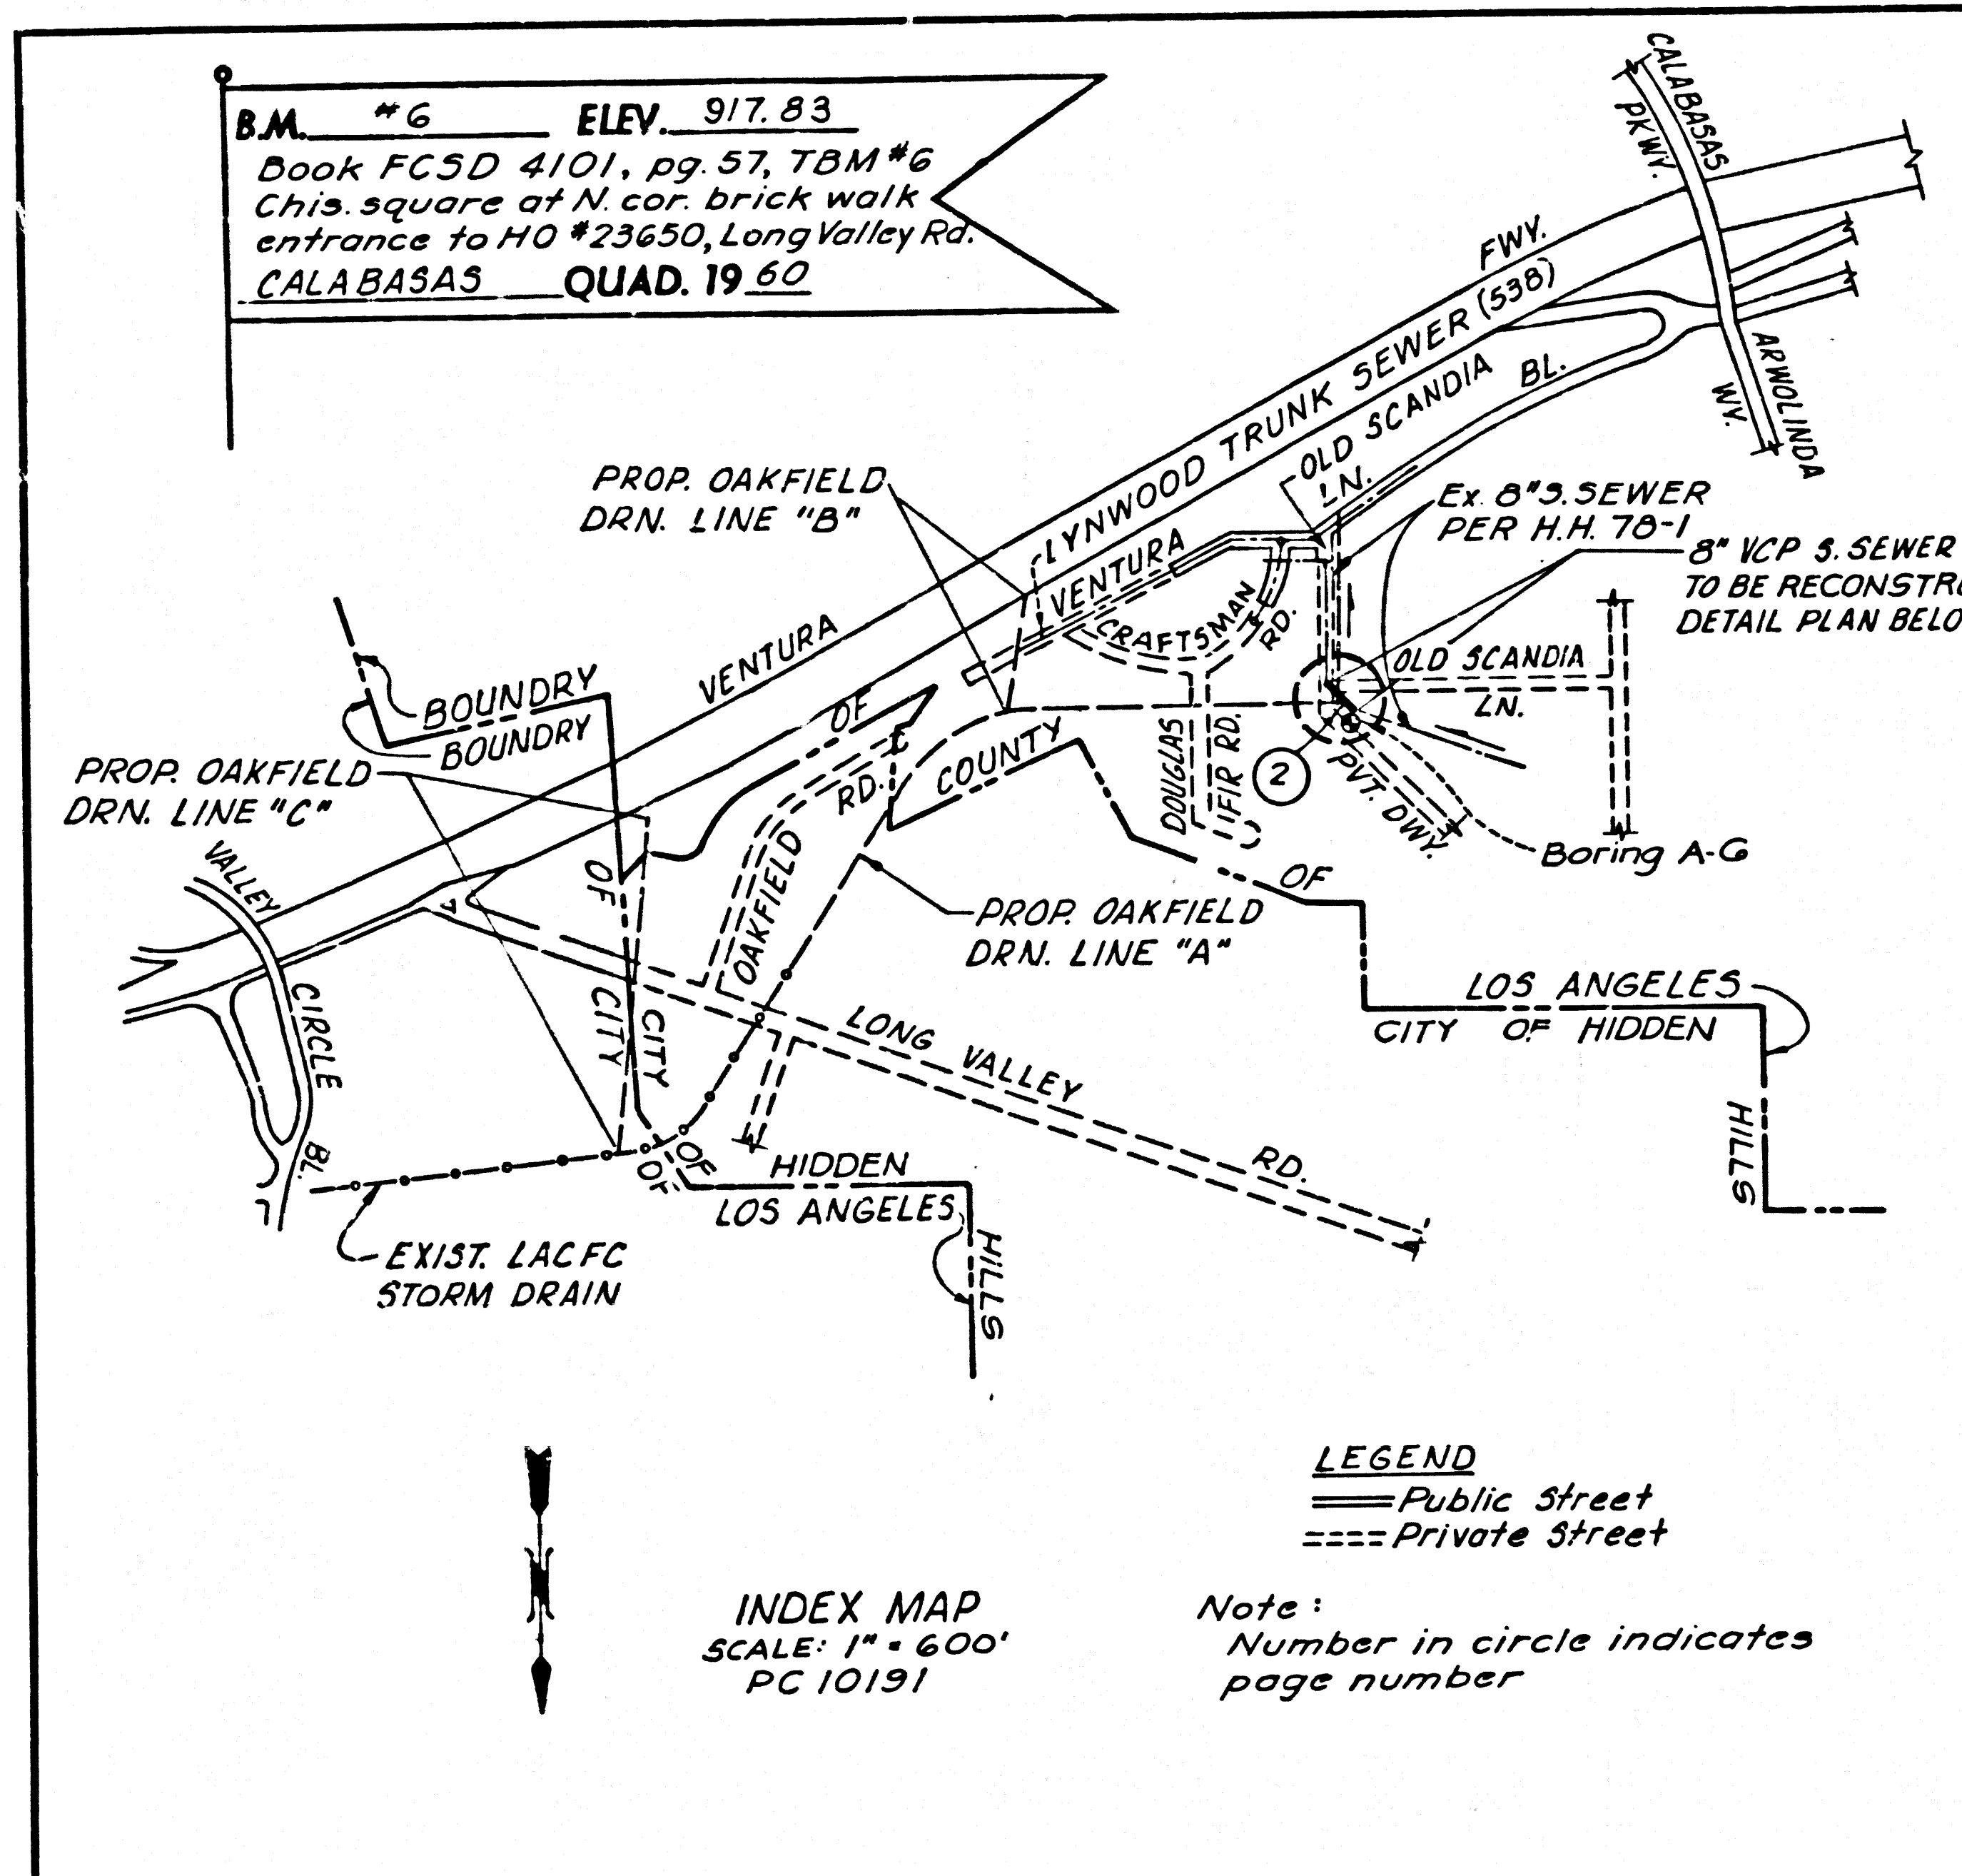 B.M. #6 ELEV. 917.83
Book FCSD 4101, pg. 57, TBM #6
Chis. square at N. cor. brick walk
entrance to HO #23650, Long Valley Rd.
CALABASAS QUAD. 19 60
CALABASAS
PKWY.
FWY.
LYNWOOD TRUNK SEWER (538)
OLD SCANDIA BL.
ARWOLINDA
WY.
OLD SCANDIA
LN.
PROP. OAKFIELD
DRN. LINE "B"
Ex. 8" S. SEWER
PER H.H. 78-1
8" VCP S. SEWER
TO BE RECONSTR
DETAIL PLAN BELO
VENTURA
CRAFTSMAN
RD.
VENTURA
OLD SCANDIA
LN.
BOUNDRY
BOUNDRY
OF
COUNTY
DOUGLAS
FIR RD.
2
PVT. DWY.
PROP. OAKFIELD
DRN. LINE "C"
RD.
OAKFIELD
Boring A-G
VALLEY
CIRCLE
BL.
OF
CITY
CITY
OF
OF
PROP. OAKFIELD
DRN. LINE "A"
OF
LOS ANGELES
CITY OF HIDDEN
HILLS
LONG VALLEY
RD.
HIDDEN
LOS ANGELES
HILLS
EXIST. LACFC
STORM DRAIN
LEGEND
Public Street
Private Street
INDEX MAP
SCALE: 1" = 600'
PC 10191
Note:
Number in circle indicates
page number